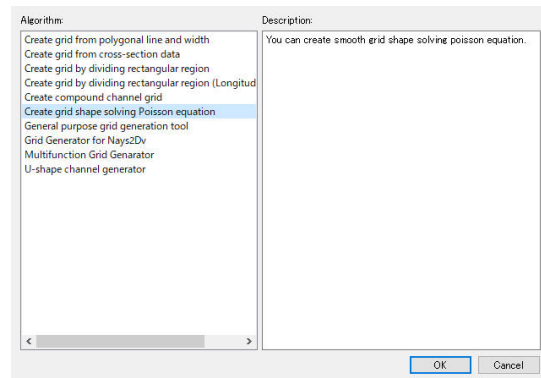 Algorithm:
Create grid from polygonal line and width
Create grid from cross-section data
Create grid by dividing rectangular region
Create grid by dividing rectangular region (Longitud
Create compound channel grid
Create grid shape solving Poisson equation
General purpose grid generation tool
Grid Generator for Nays2Dv
Multifunction Grid Genarator
U-shape channel generator
Description:
You can create smooth grid shape solving poisson equation.
OK
Cancel